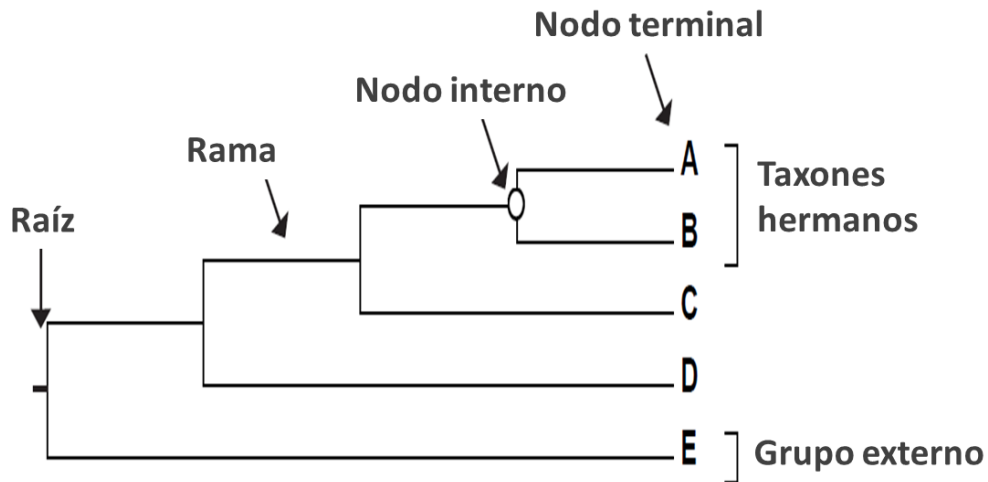 Nodo terminal
Nodo interno
Rama
Raíz
A
B
C
D
E
Taxones
hermanos
Grupo externo